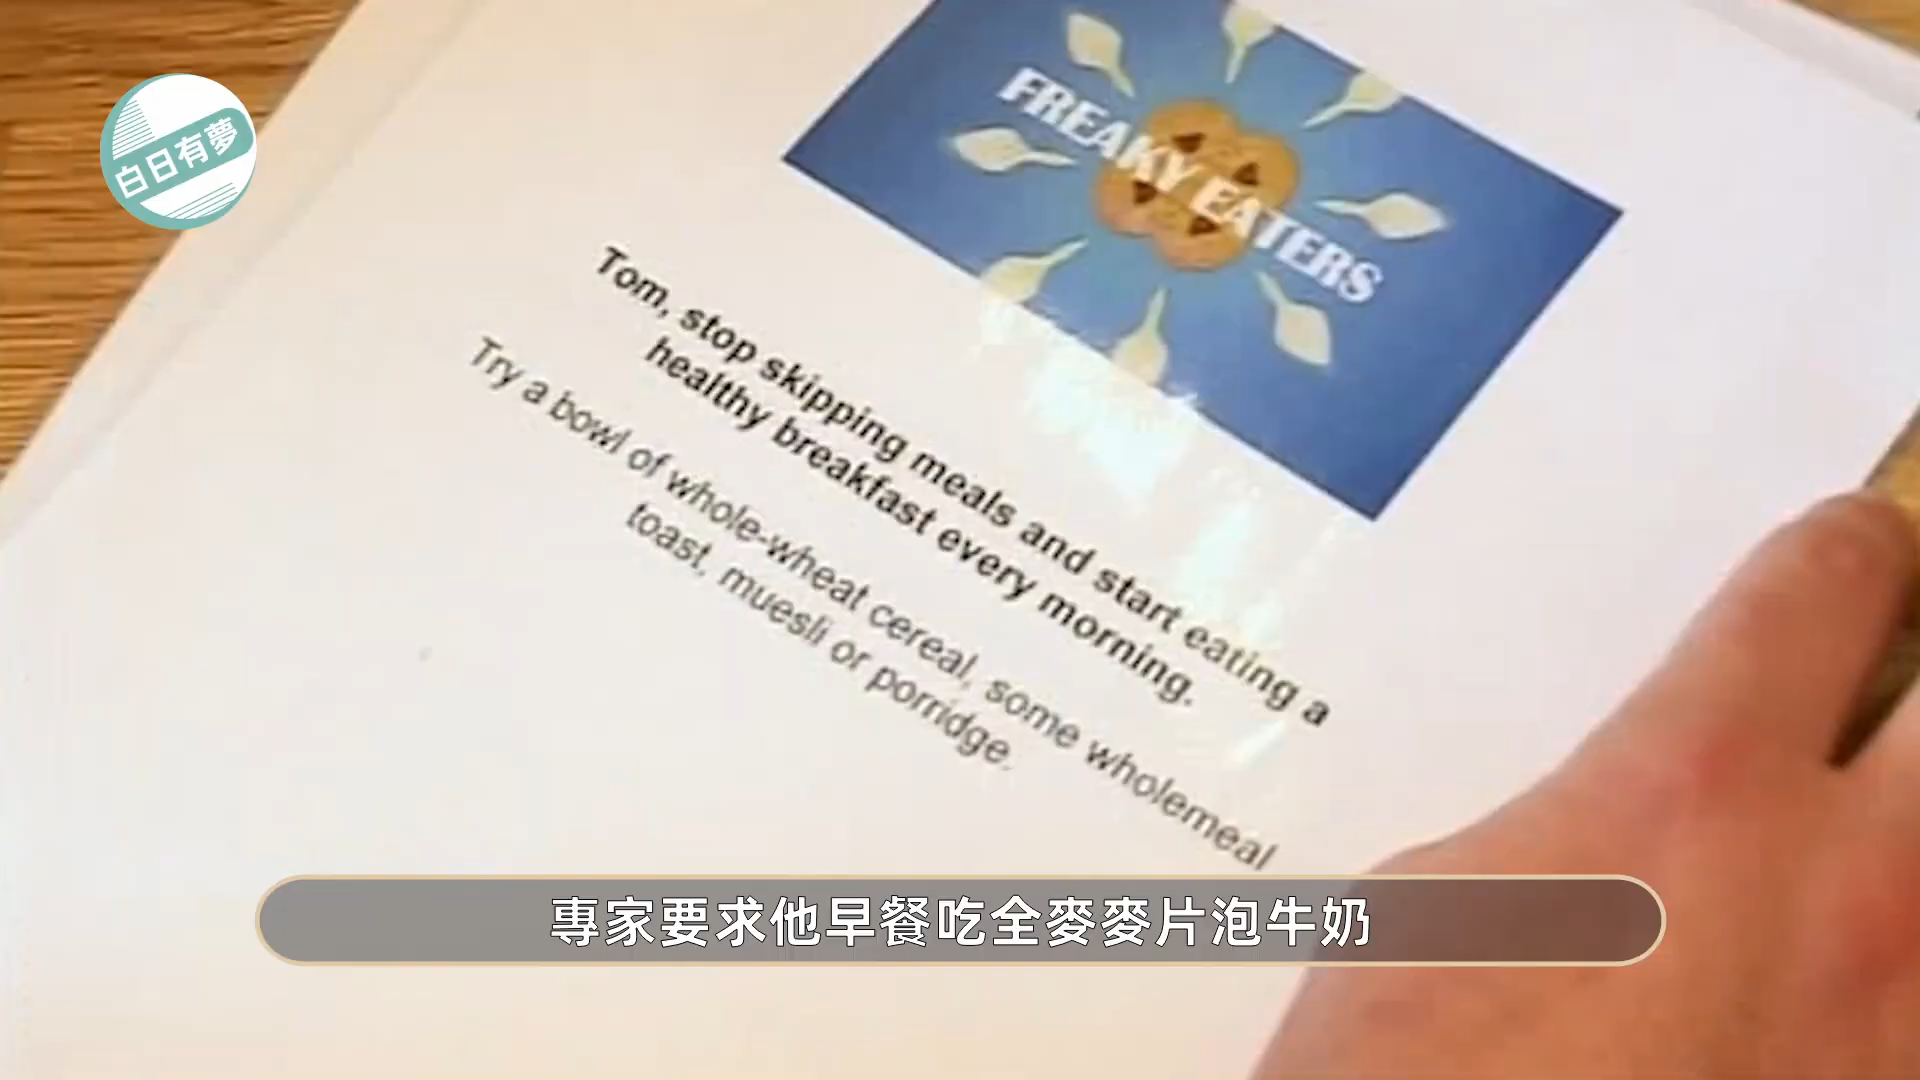 白日有夢
FREAKY EATERS
Tom, stop skipping meals and start eating a
healthy breakfast every morning.
Try a bowl of whole-wheat cereal, some wholemeal
toast, muesli or porridge.
專家要求他早餐吃全麥麥片泡牛奶